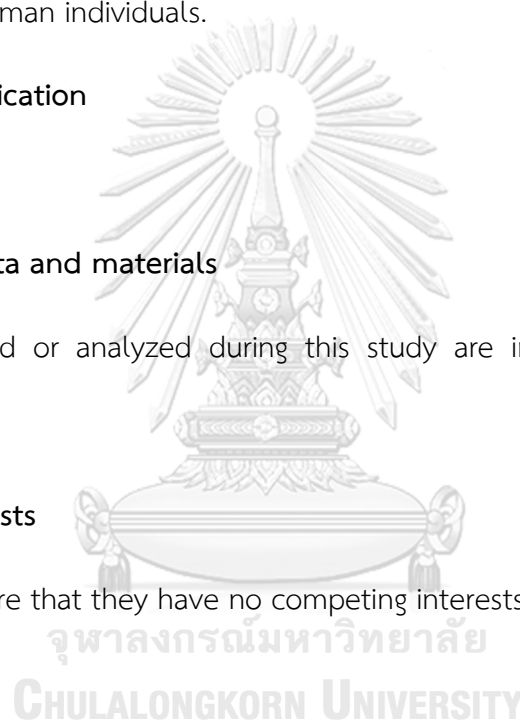 man individuals.
ication
ta and materials
d or analyzed during this study are i
sts
re that they have no competing interests
จุฬาลงกรณ์มหาวิทยาลัย
CHULALONGKORN UNIVERSITY